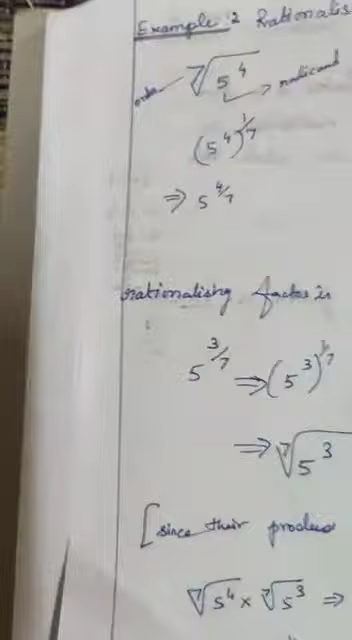 Example: 2 Rationalis
⁷√5⁴
order
radicand
(5⁴)^1/7
⇒ 5^4/7
rationalising factor is
5^3/7 ⇒ (5³)^1/7
⇒ ⁷√5³
[since their produc
⁷√5⁴ × ⁷√5³ ⇒